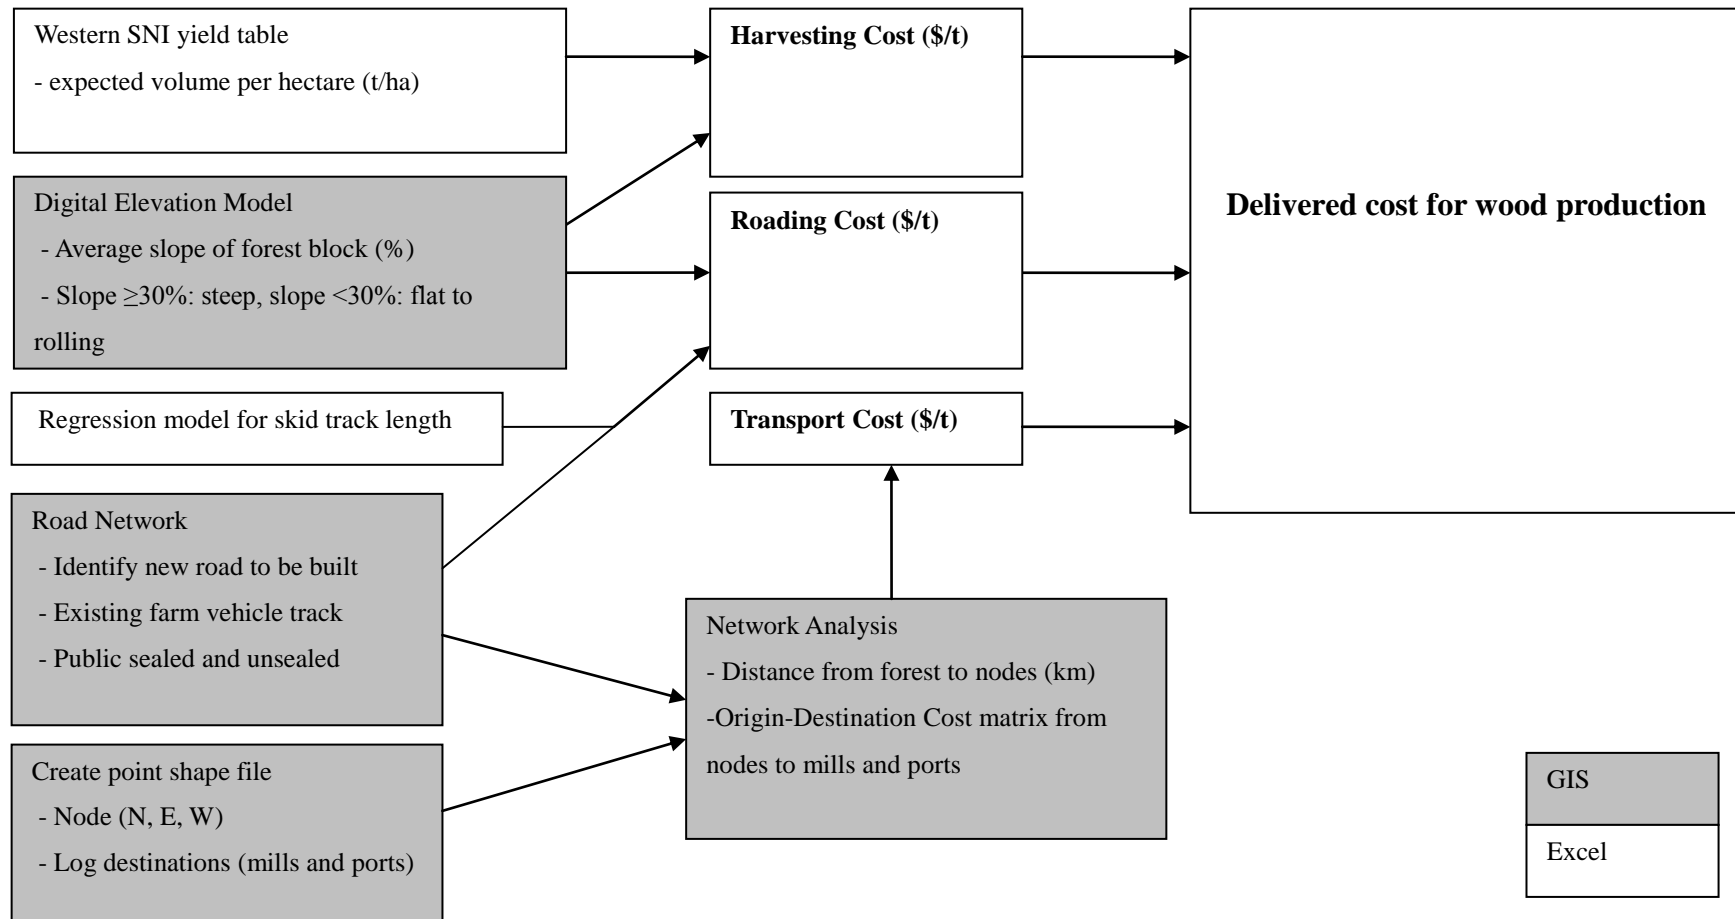 Western SNI yield table
- expected volume per hectare (t/ha)
Harvesting Cost ($/t)
Digital Elevation Model
- Average slope of forest block (%)
- Slope ≥30%: steep, slope <30%: flat to
rolling
Roading Cost ($/t)
Delivered cost for wood production
Regression model for skid track length
Transport Cost ($/t)
Road Network
- Identify new road to be built
- Existing farm vehicle track
- Public sealed and unsealed
Network Analysis
- Distance from forest to nodes (km)
-Origin-Destination Cost matrix from
nodes to mills and ports
Create point shape file
- Node (N, E, W)
- Log destinations (mills and ports)
GIS
Excel